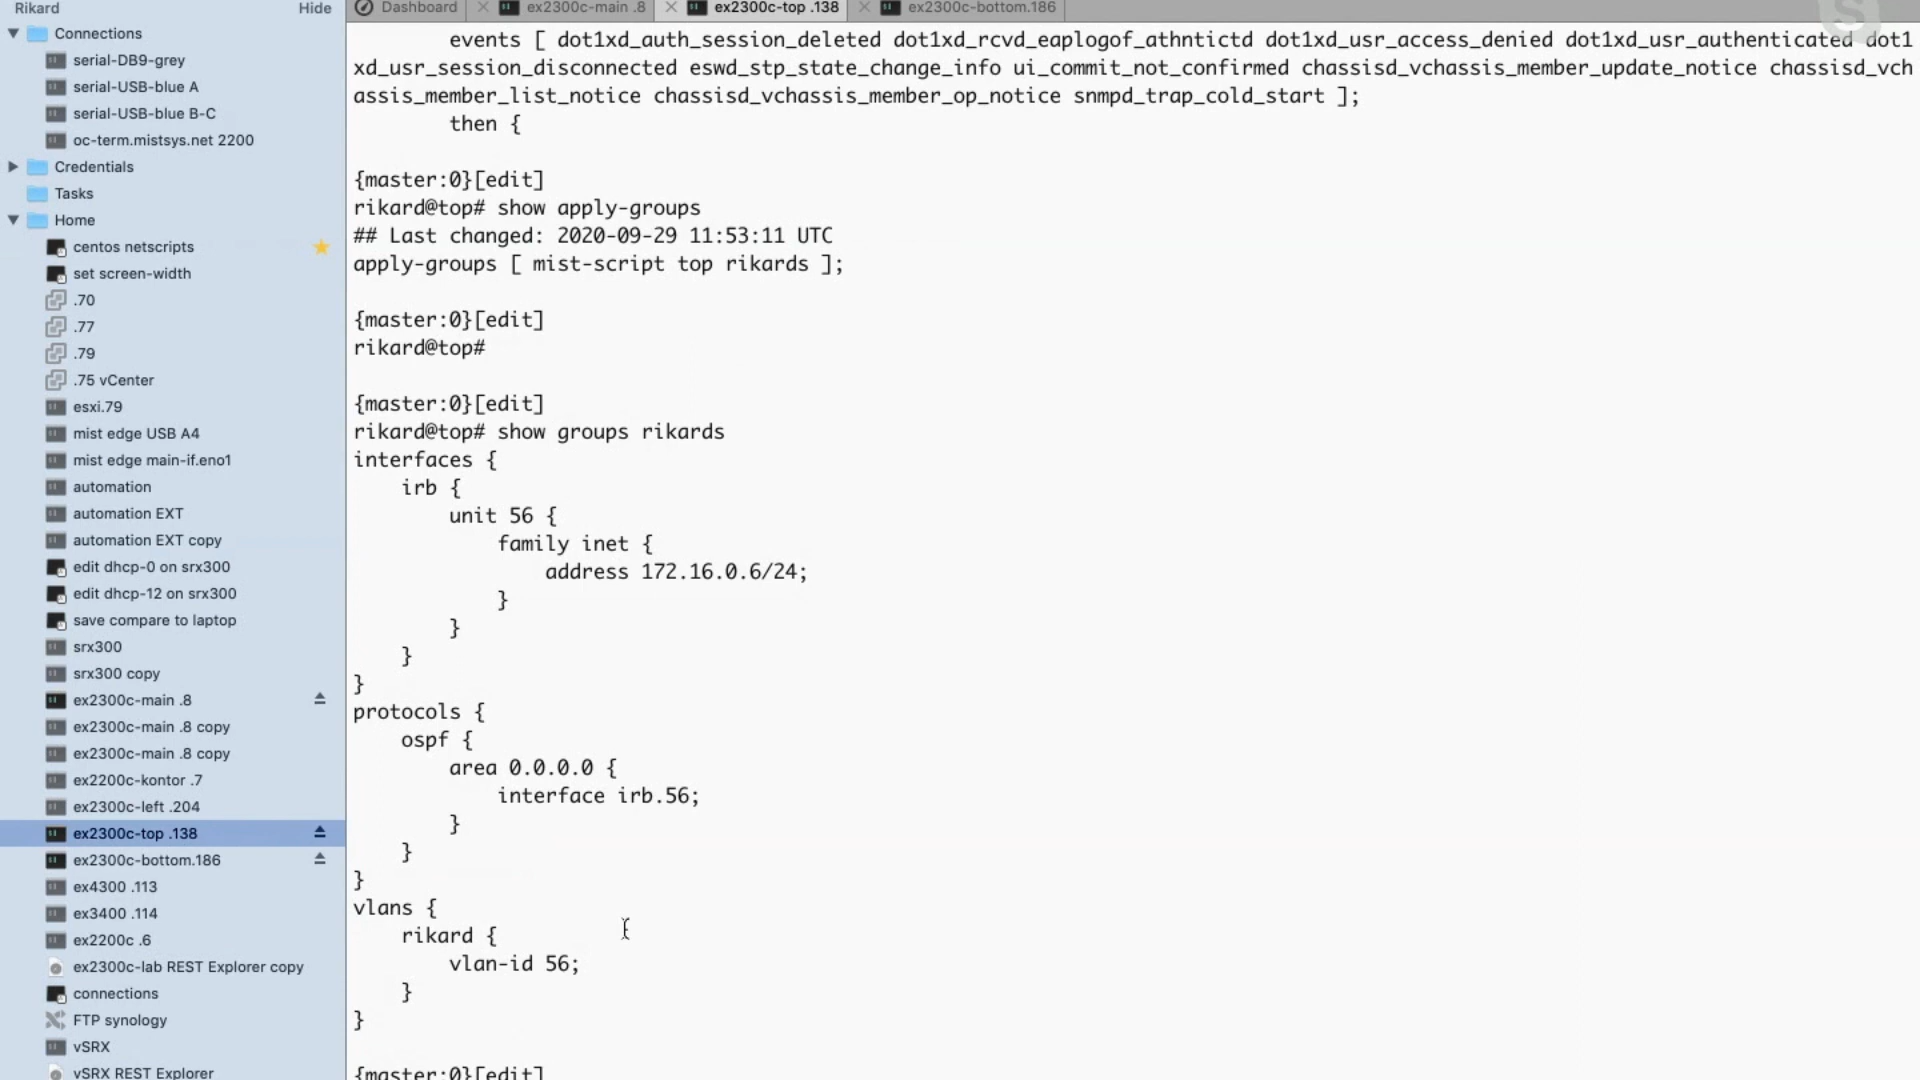 Rikard Hide
Connections
serial-DB9-grey
serial-USB-blue A
serial-USB-blue B-C
oc-term.mistsys.net 2200
Credentials
Tasks
Home
centos netscripts
set screen-width
.70
.77
.79
.75 vCenter
esxi.79
mist edge USB A4
mist edge main-if.eno1
automation
automation EXT
automation EXT copy
edit dhcp-0 on srx300
edit dhcp-12 on srx300
save compare to laptop
srx300
srx300 copy
ex2300c-main .8
ex2300c-main .8 copy
ex2300c-main .8 copy
ex2200c-kontor .7
ex2300c-left .204
ex2300c-top .138
ex2300c-bottom.186
ex4300 .113
ex3400 .114
ex2200c .6
ex2300c-lab REST Explorer copy
connections
FTP synology
vSRX
vSRX REST Explorer
Dashboard ex2300c-main .8 ex2300c-top .138 ex2300c-bottom.186
events [ dot1xd_auth_session_deleted dot1xd_rcvd_eaplogof_athntictd dot1xd_usr_access_denied dot1xd_usr_authenticated dot1
xd_usr_session_disconnected eswd_stp_state_change_info ui_commit_not_confirmed chassisd_vchassis_member_update_notice chassisd_vch
assis_member_list_notice chassisd_vchassis_member_op_notice snmpd_trap_cold_start ];
then {
{master:0}[edit]
rikard@top# show apply-groups
## Last changed: 2020-09-29 11:53:11 UTC
apply-groups [ mist-script top rikards ];
{master:0}[edit]
rikard@top#
{master:0}[edit]
rikard@top# show groups rikards
interfaces {
irb {
unit 56 {
family inet {
address 172.16.0.6/24;
}
}
}
}
protocols {
ospf {
area 0.0.0.0 {
interface irb.56;
}
}
}
vlans {
rikard {
vlan-id 56;
}
}
{master:0}[edit]